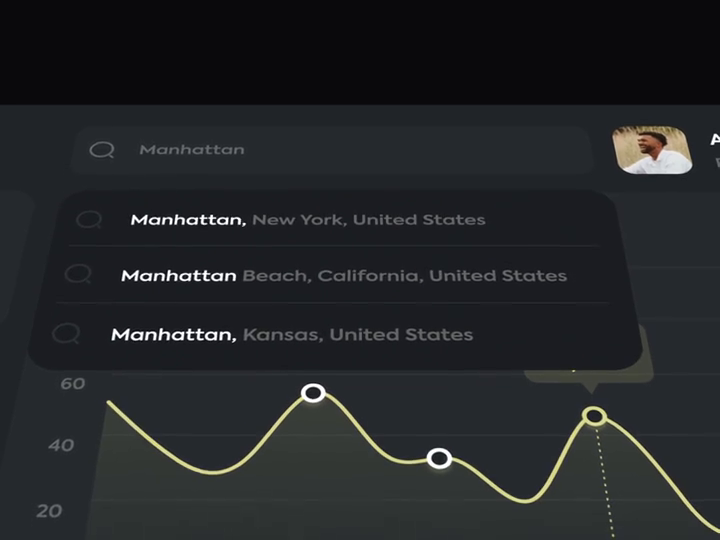 Manhattan
A
Manhattan, New York, United States
Manhattan Beach, California, United States
Manhattan, Kansas, United States
60
40
20